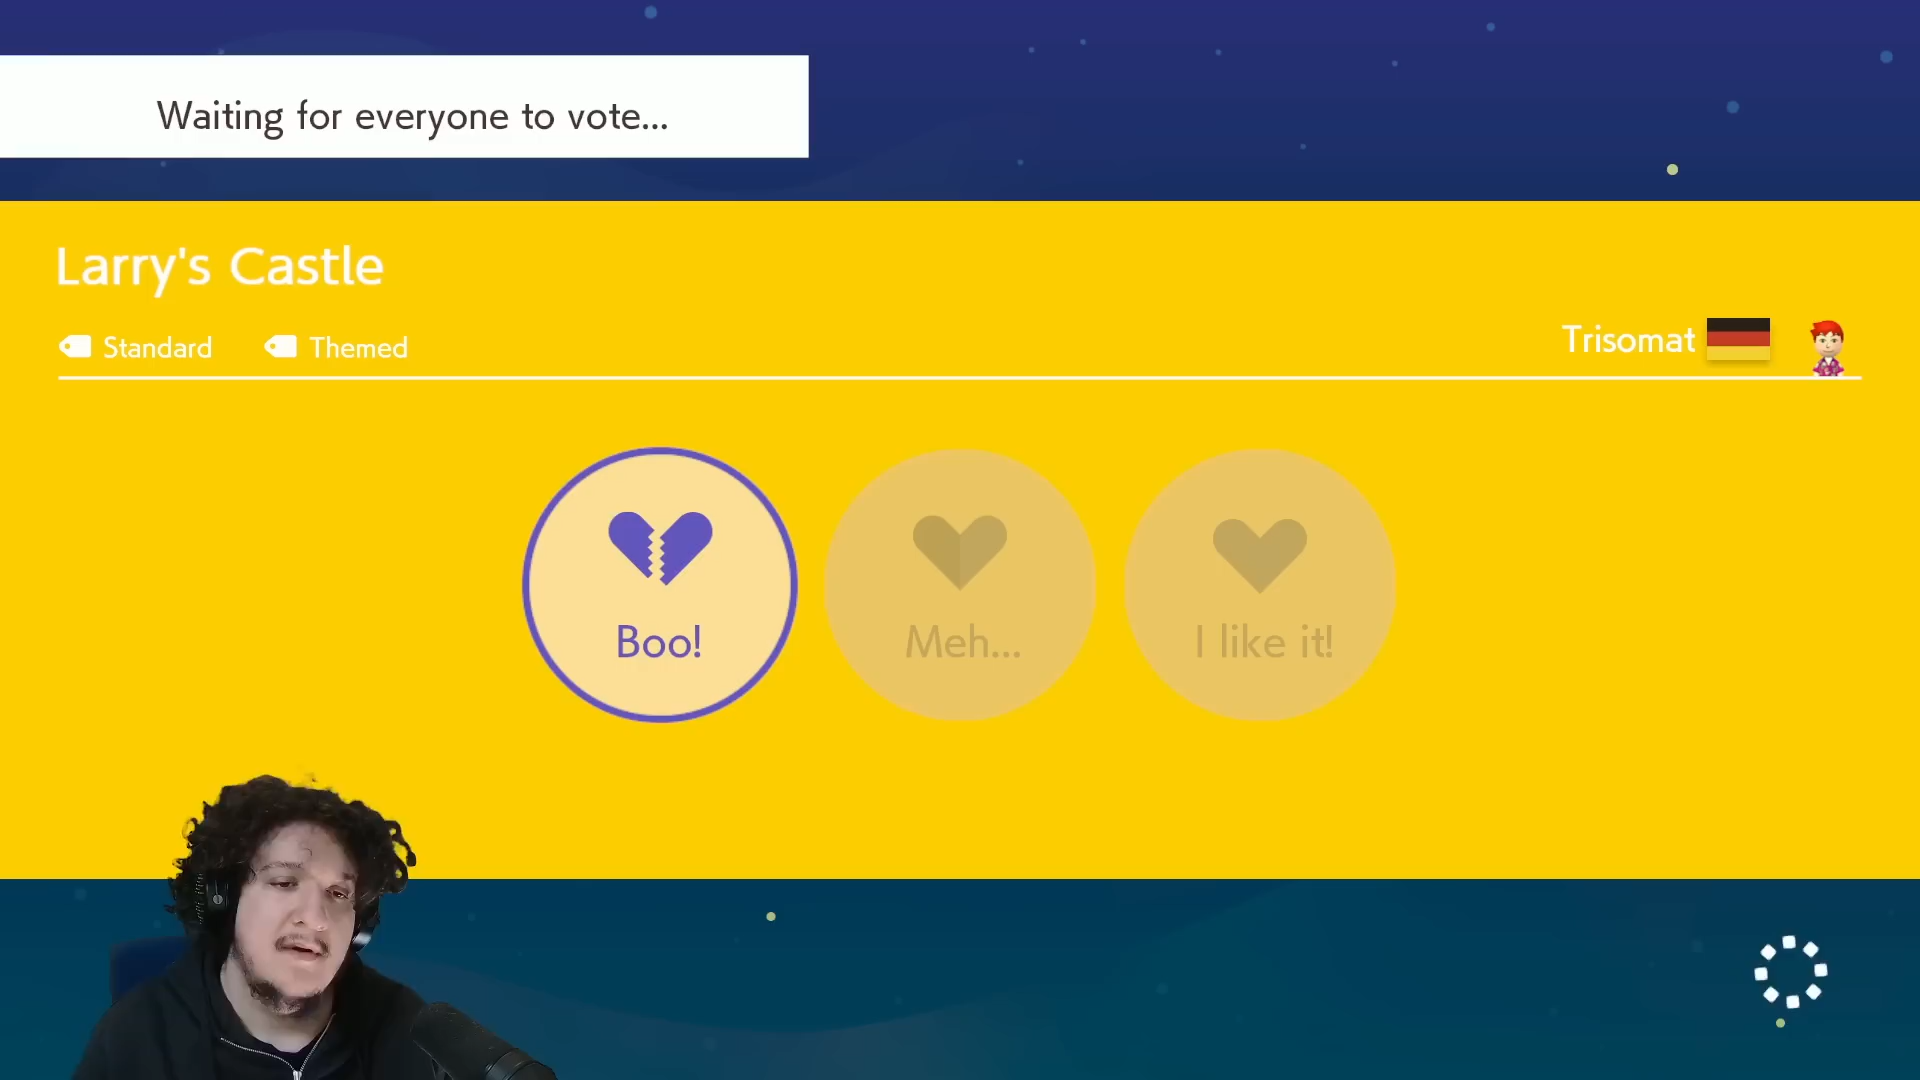 Waiting for everyone to vote...
Larry's Castle
Standard Themed
Trisomat
Boo! Meh... I like it!